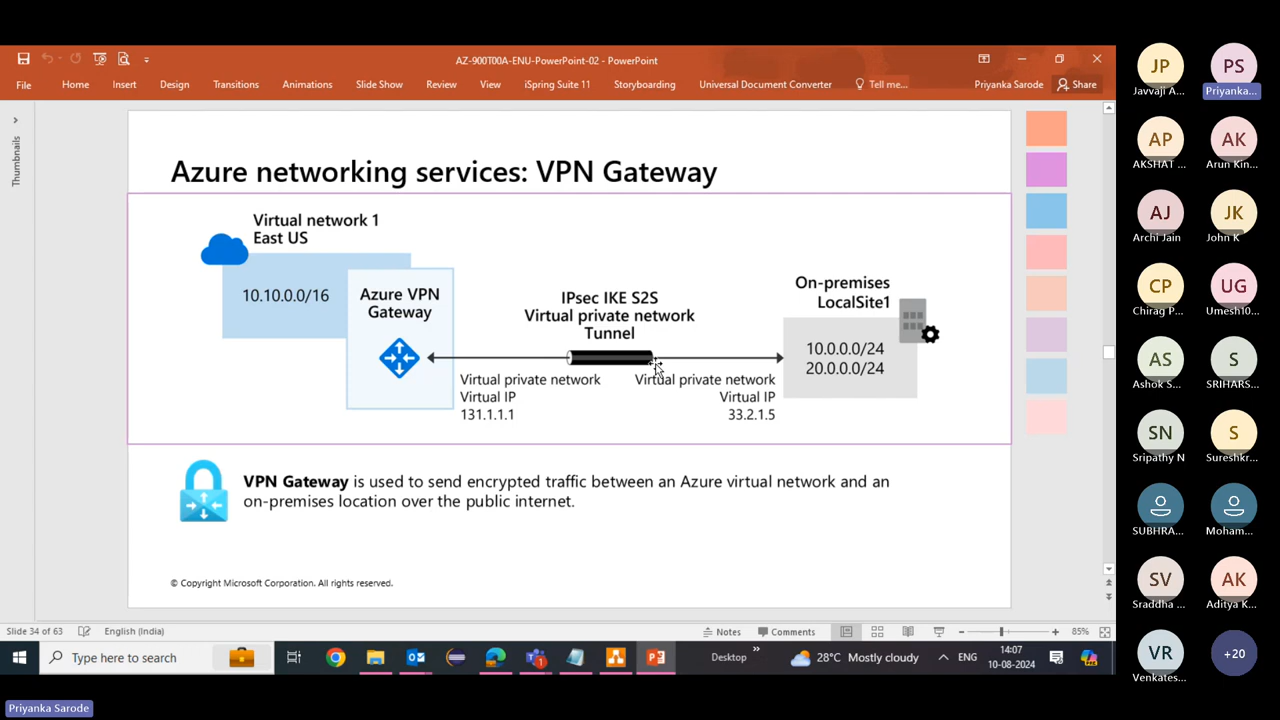 AZ-900T00A-ENU-PowerPoint-02 - PowerPoint
File Home Insert Design Transitions Animations Slide Show Review View iSpring Suite 11 Storyboarding Universal Document Converter Tell me... Priyanka Sarode Share
Thumbnails
Azure networking services: VPN Gateway
Virtual network 1
East US
10.10.0.0/16
Azure VPN
Gateway
IPsec IKE S2S
Virtual private network
Tunnel
Virtual private network
Virtual IP
131.1.1.1
Virtual private network
Virtual IP
33.2.1.5
On-premises
LocalSite1
10.0.0.0/24
20.0.0.0/24
VPN Gateway is used to send encrypted traffic between an Azure virtual network and an
on-premises location over the public internet.
© Copyright Microsoft Corporation. All rights reserved.
Slide 34 of 63 English (India) Notes Comments 85%
Type here to search Desktop 28°C Mostly cloudy ENG 14:07
10-08-2024
Priyanka Sarode
JP PS
Javvaji A... Priyanka...
AP AK
AKSHAT ... Arun Kin...
AJ JK
Archi Jain John K
CP UG
Chirag P... Umesh10...
AS S
Ashok S... SRIHARS...
SN S
Sripathy N Sureshkr...
SUBHRA... Moham...
SV AK
Sraddha ... Aditya K...
VR +20
Venkates...